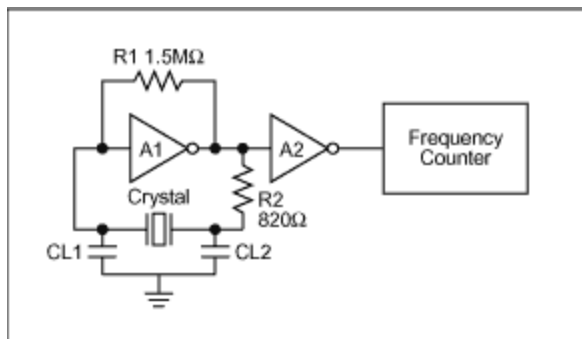 R1 1.5MΩ
A1
A2
Frequency
Counter
Crystal
R2
820Ω
CL1
CL2